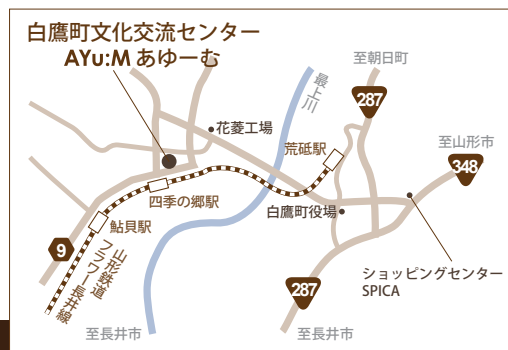 白鷹町文化交流センター
AYu:M あゆーむ
至朝日町
最上川
287
花菱工場
荒砥駅
至山形市
348
四季の郷駅
白鷹町役場
鮎貝駅
9
山形鉄道
フラワー長井線
ショッピングセンター
SPICA
287
至長井市
至長井市